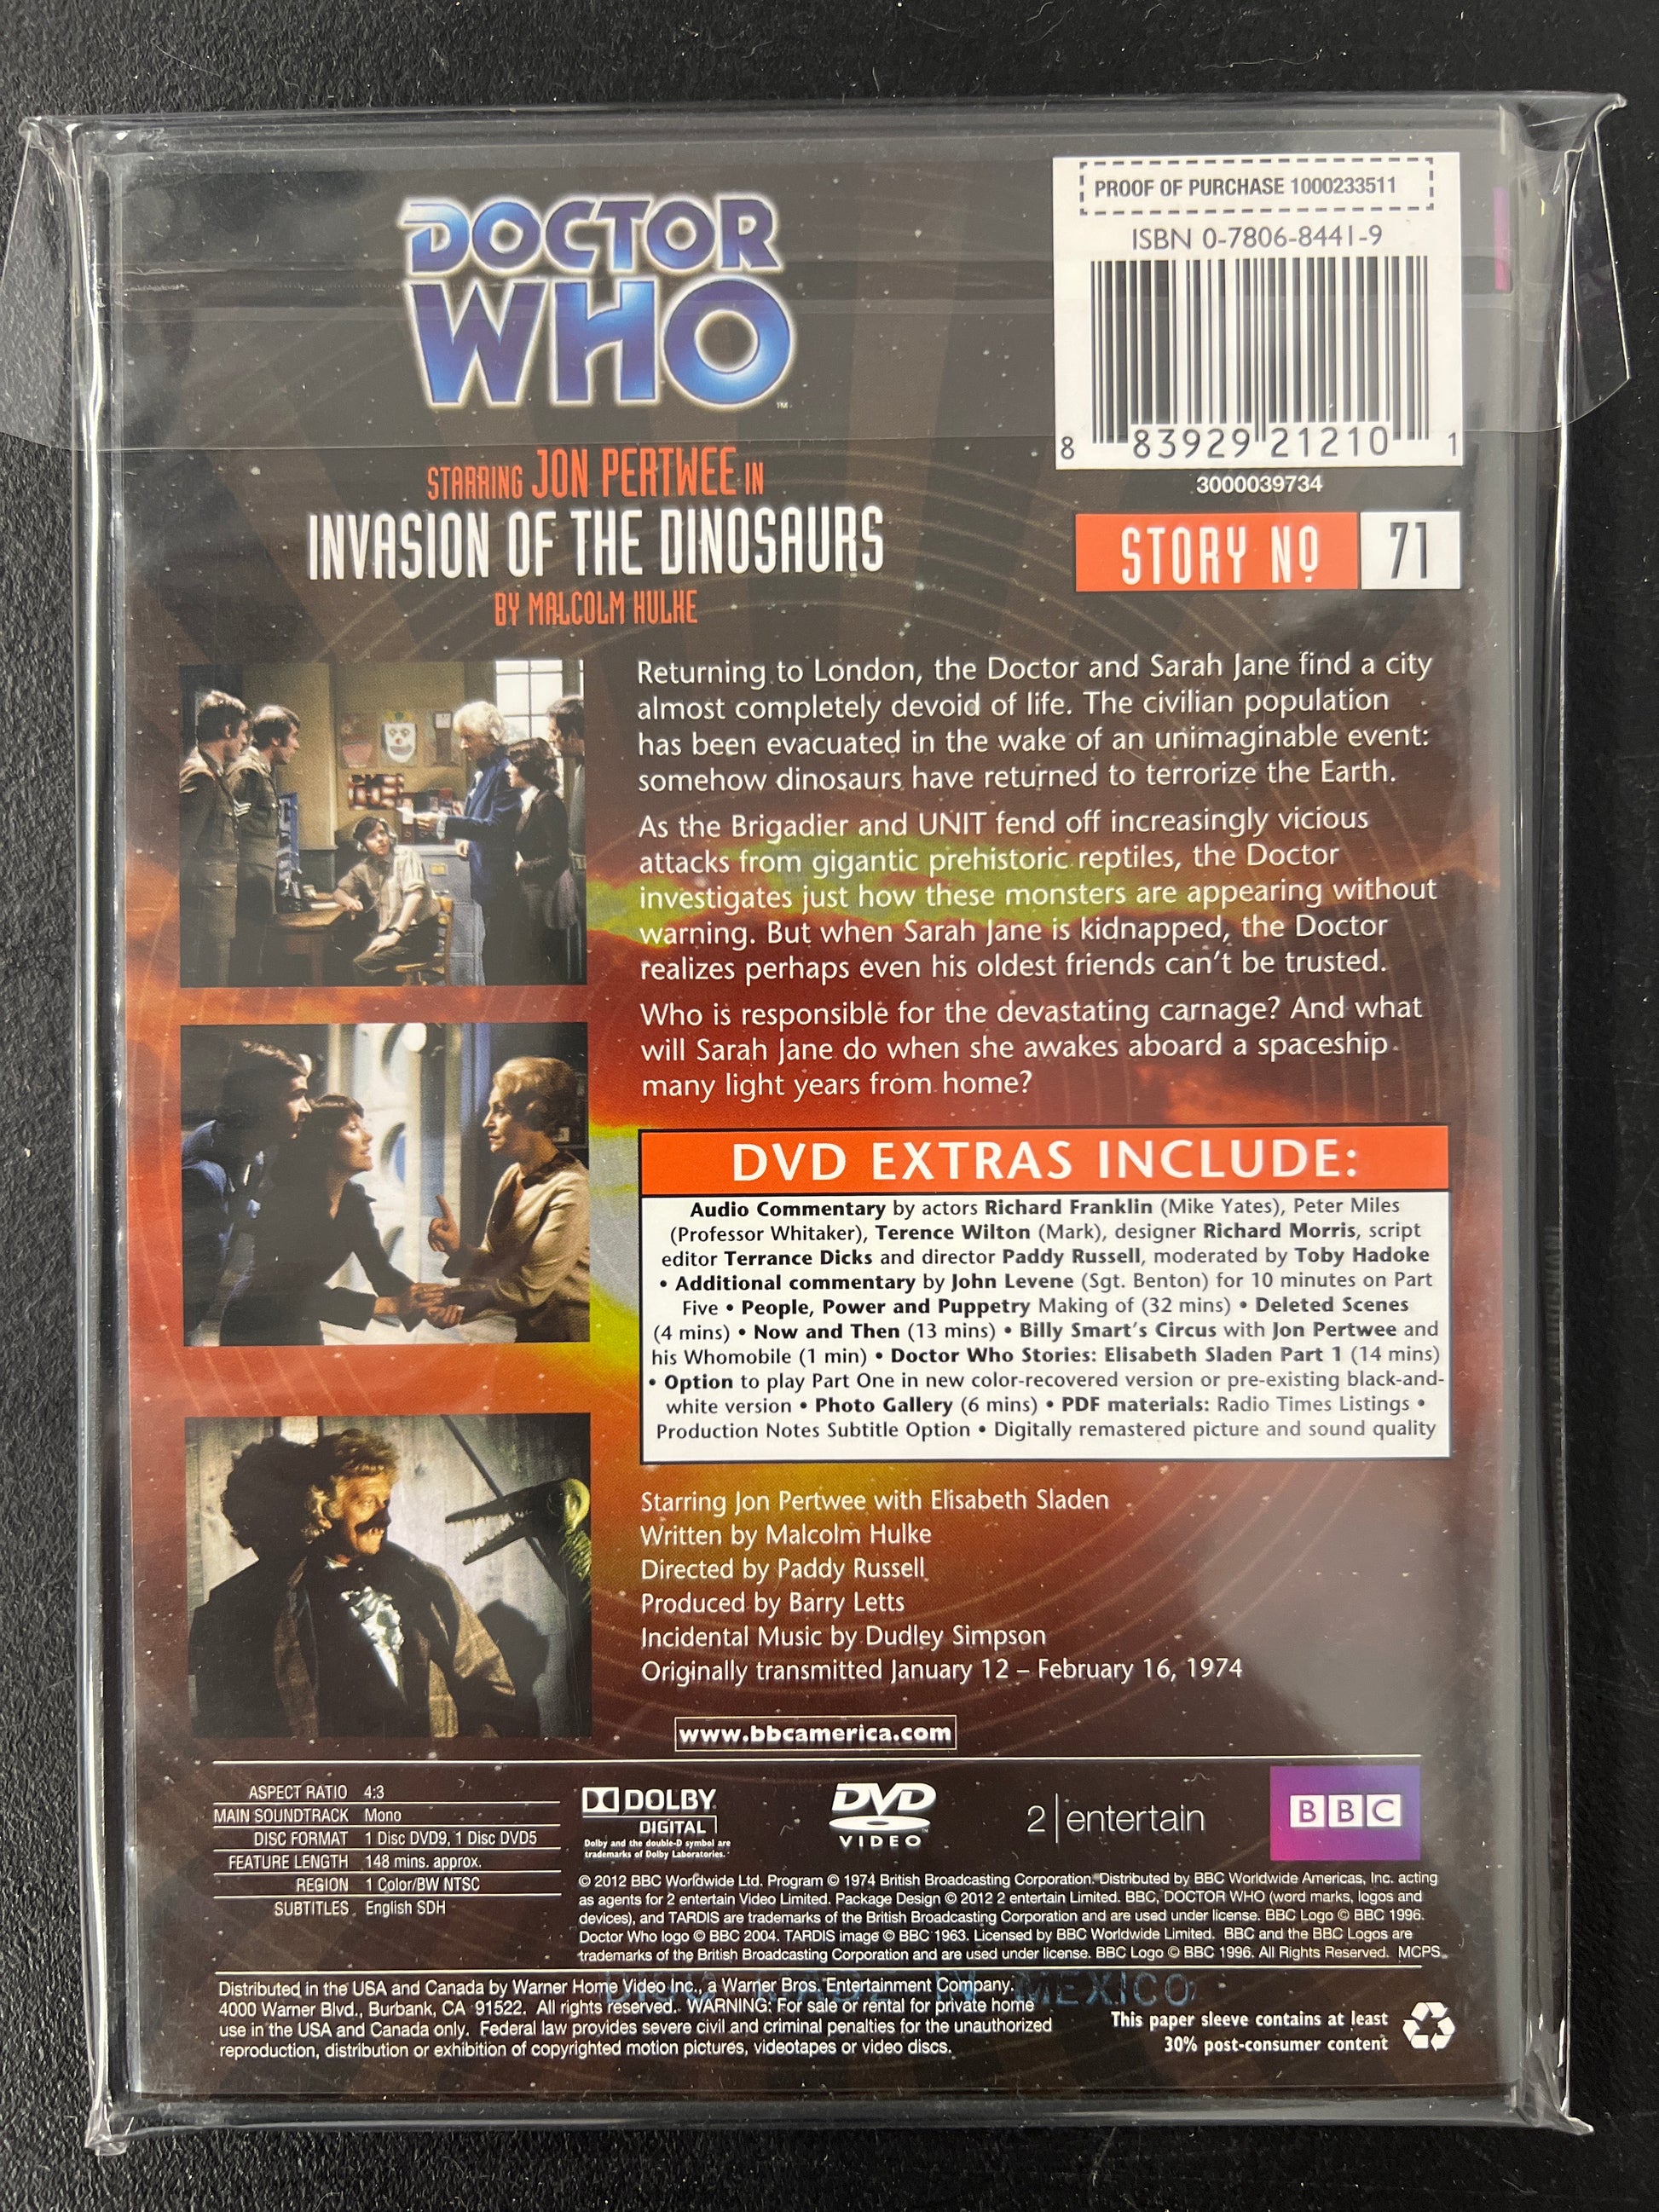 PROOF OF PURCHASE 1000233511
ISBN 0-7806-8441-9
8 83929 21210 1
3000039734
DOCTOR
WHO
TM
STARRING JON PERTWEE IN
INVASION OF THE DINOSAURS
BY MALCOLM HULKE
STORY Nº 71
Returning to London, the Doctor and Sarah Jane find a city
almost completely devoid of life. The civilian population
has been evacuated in the wake of an unimaginable event:
somehow dinosaurs have returned to terrorize the Earth.
As the Brigadier and UNIT fend off increasingly vicious
attacks from gigantic prehistoric reptiles, the Doctor
investigates just how these monsters are appearing without
warning. But when Sarah Jane is kidnapped, the Doctor
realizes perhaps even his oldest friends can't be trusted.
Who is responsible for the devastating carnage? And what
will Sarah Jane do when she awakes aboard a spaceship
many light years from home?
DVD EXTRAS INCLUDE:
Audio Commentary by actors Richard Franklin (Mike Yates), Peter Miles
(Professor Whitaker), Terence Wilton (Mark), designer Richard Morris, script
editor Terrance Dicks and director Paddy Russell, moderated by Toby Hadoke
• Additional commentary by John Levene (Sgt. Benton) for 10 minutes on Part
Five • People, Power and Puppetry Making of (32 mins) • Deleted Scenes
(4 mins) • Now and Then (13 mins) • Billy Smart's Circus with Jon Pertwee and
his Whomobile (1 min) • Doctor Who Stories: Elisabeth Sladen Part 1 (14 mins)
• Option to play Part One in new color-recovered version or pre-existing black-and-
white version • Photo Gallery (6 mins) • PDF materials: Radio Times Listings •
Production Notes Subtitle Option • Digitally remastered picture and sound quality
Starring Jon Pertwee with Elisabeth Sladen
Written by Malcolm Hulke
Directed by Paddy Russell
Produced by Barry Letts
Incidental Music by Dudley Simpson
Originally transmitted January 12 – February 16, 1974
www.bbcamerica.com
ASPECT RATIO 4:3
MAIN SOUNDTRACK Mono
DISC FORMAT 1 Disc DVD9, 1 Disc DVD5
FEATURE LENGTH 148 mins. approx.
REGION 1 Color/BW NTSC
SUBTITLES English SDH
DOLBY
DIGITAL
Dolby and the double-D symbol are
trademarks of Dolby Laboratories.
DVD
VIDEO
2 | entertain
BBC
© 2012 BBC Worldwide Ltd. Program © 1974 British Broadcasting Corporation. Distributed by BBC Worldwide Americas, Inc. acting
as agents for 2 entertain Video Limited. Package Design © 2012 2 entertain Limited. BBC, DOCTOR WHO (word marks, logos and
devices), and TARDIS are trademarks of the British Broadcasting Corporation and are used under license. BBC Logo © BBC 1996.
Doctor Who logo © BBC 2004. TARDIS image © BBC 1963. Licensed by BBC Worldwide Limited. BBC and the BBC Logos are
trademarks of the British Broadcasting Corporation and are used under license. BBC Logo © BBC 1996. All Rights Reserved. MCPS
Distributed in the USA and Canada by Warner Home Video Inc., a Warner Bros. Entertainment Company.
4000 Warner Blvd., Burbank, CA 91522. All rights reserved. WARNING: For sale or rental for private home
use in the USA and Canada only. Federal law provides severe civil and criminal penalties for the unauthorized
reproduction, distribution or exhibition of copyrighted motion pictures, videotapes or video discs.
IN MEXICO
This paper sleeve contains at least
30% post-consumer content